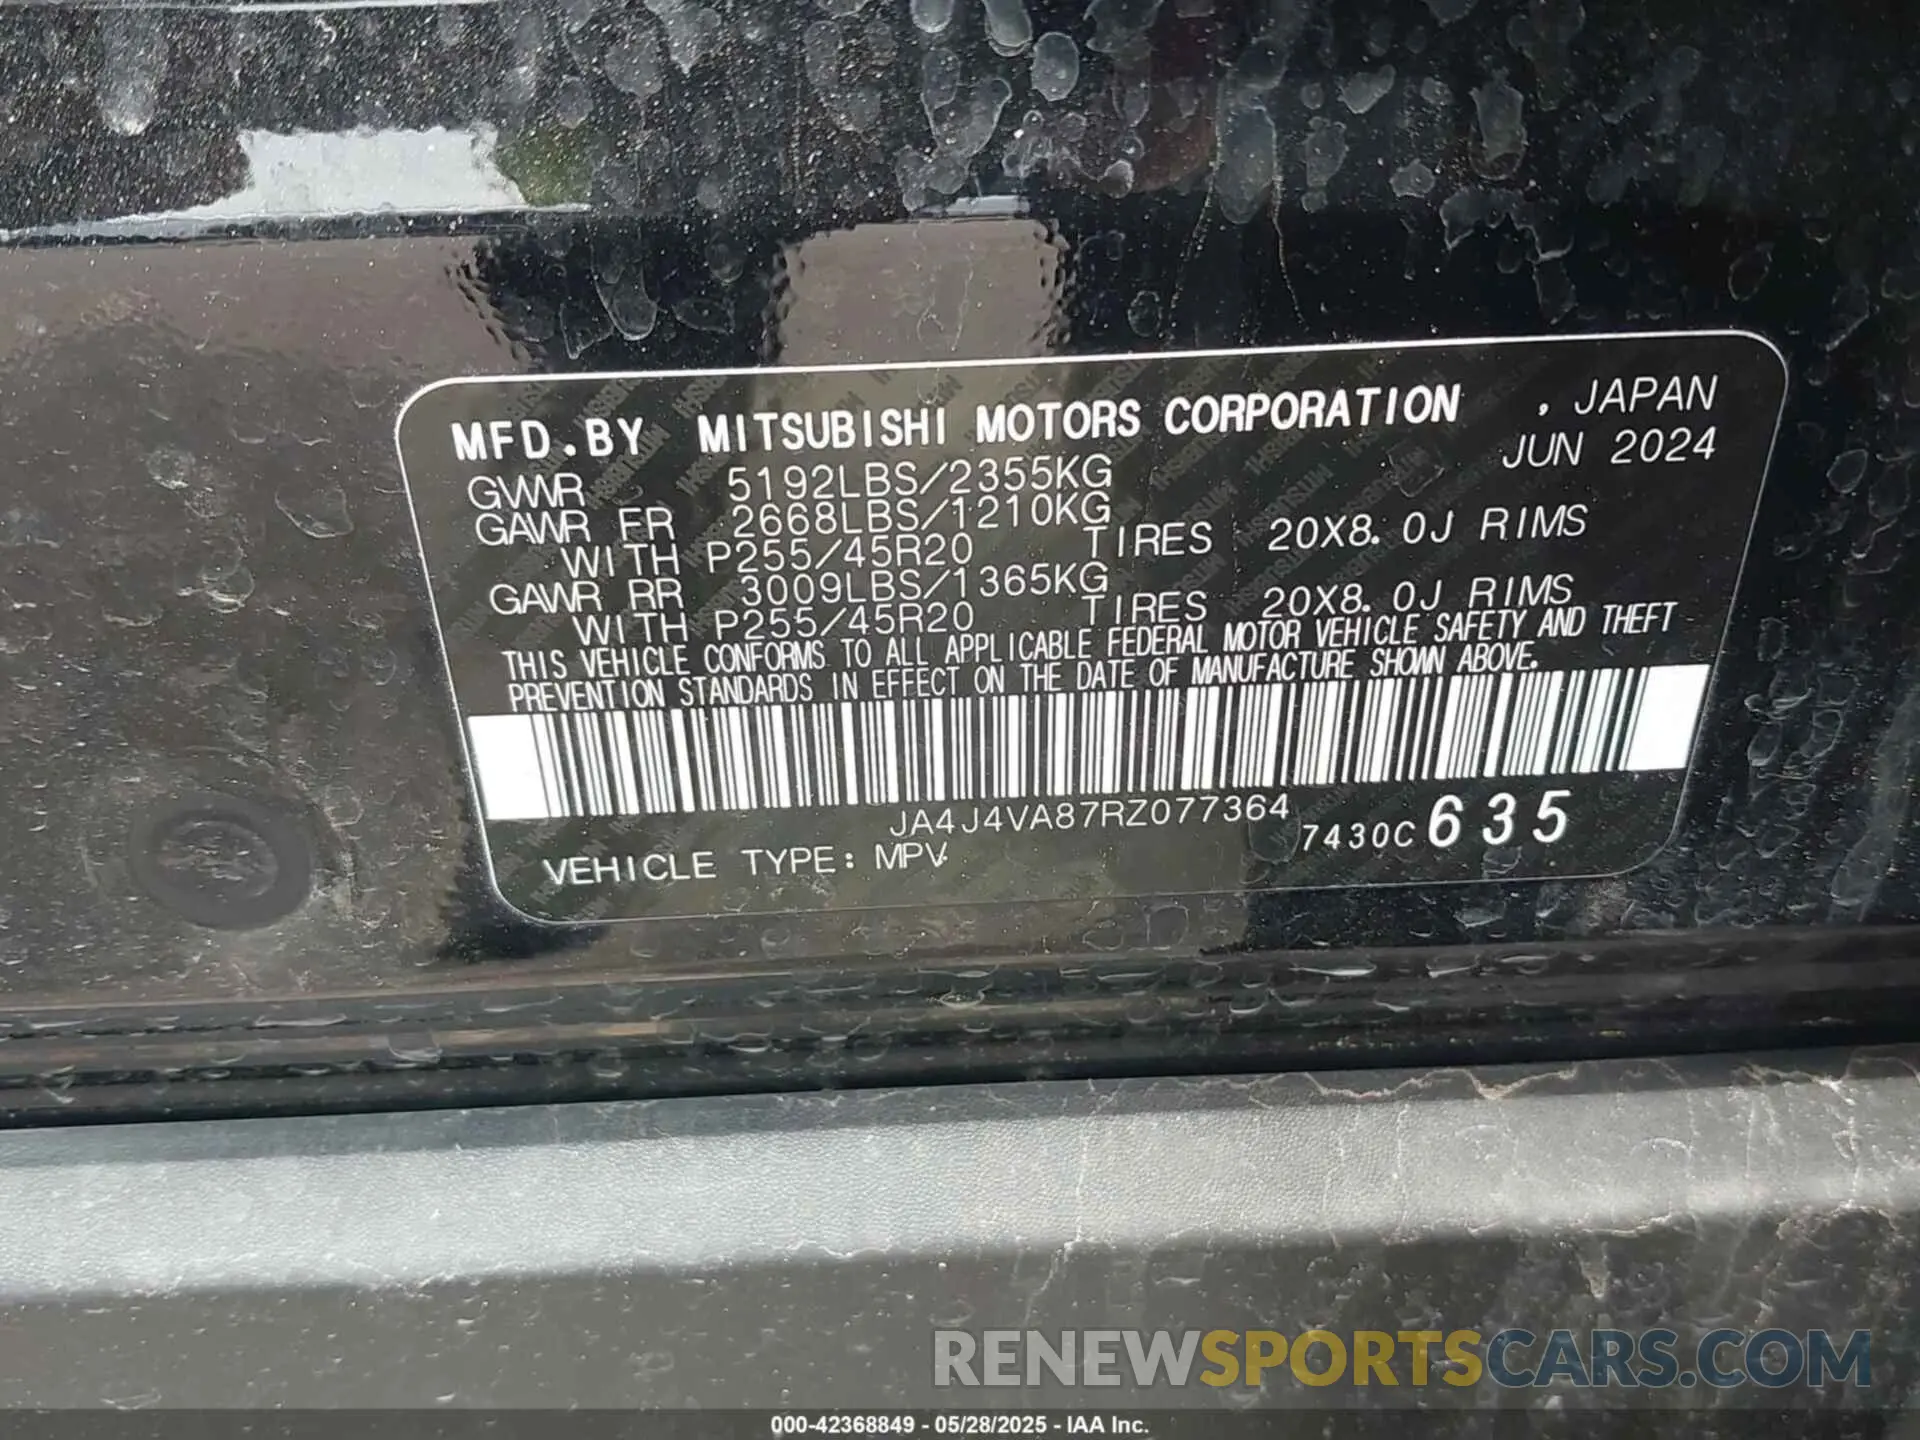 MFD.BY MITSUBISHI MOTORS CORPORATION , JAPAN
JUN 2024
GVWR 5192LBS/2355KG
GAWR FR 2668LBS/1210KG
WITH P255/45R20 TIRES 20X8.0J RIMS
GAWR RR 3009LBS/1365KG
WITH P255/45R20 TIRES 20X8.0J RIMS
THIS VEHICLE CONFORMS TO ALL APPLICABLE FEDERAL MOTOR VEHICLE SAFETY AND THEFT
PREVENTION STANDARDS IN EFFECT ON THE DATE OF MANUFACTURE SHOWN ABOVE.
JA4J4VA87RZ077364
7430C 635
VEHICLE TYPE: MPV
RENEWSPORTSCARS.COM
000-42368849 - 05/28/2025 - IAA Inc.